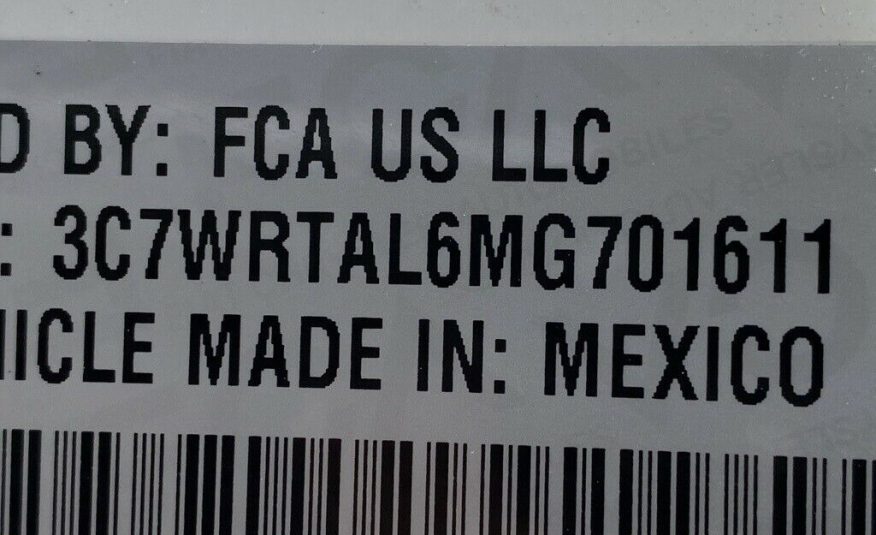 D BY: FCA US LLC
: 3C7WRTAL6MG701611
HICLE MADE IN: MEXICO